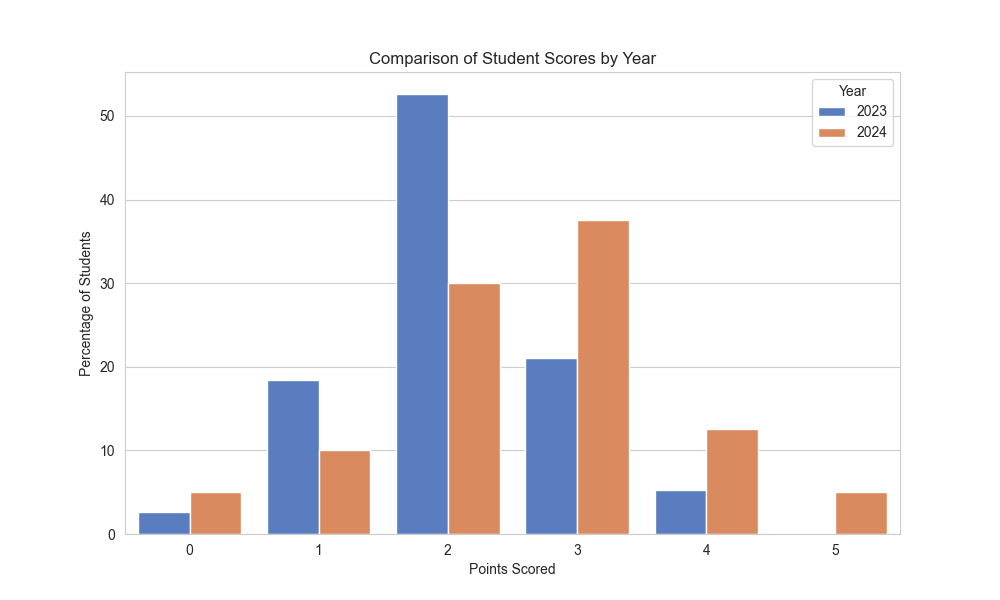 Comparison of Student Scores by Year
Year
2023
2024
Percentage of Students
50
40
30
20
10
0
0 1 2 3 4 5
Points Scored